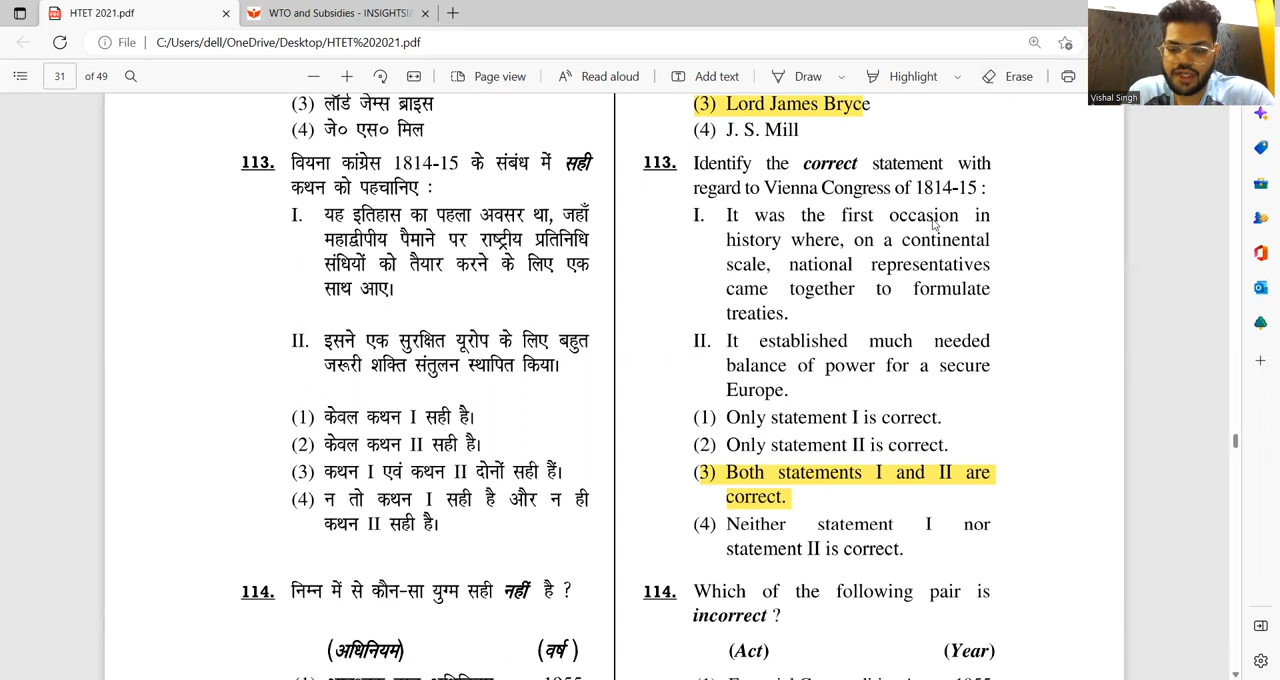 HTET 2021.pdf
WTO and Subsidies - INSIGHTSI
File
C:/Users/dell/OneDrive/Desktop/HTET%202021.pdf
31 of 49
Page view
Read aloud
Add text
Draw
Highlight
Erase
Vishal Singh
(3) लॉर्ड जेम्स ब्राइस
(4) जे० एस० मिल
113. वियना कांग्रेस 1814-15 के संबंध में सही
कथन को पहचानिए :
I. यह इतिहास का पहला अवसर था, जहाँ
महाद्वीपीय पैमाने पर राष्ट्रीय प्रतिनिधि
संधियों को तैयार करने के लिए एक
साथ आए।
II. इसने एक सुरक्षित यूरोप के लिए बहुत
जरूरी शक्ति संतुलन स्थापित किया।
(1) केवल कथन I सही है।
(2) केवल कथन II सही है।
(3) कथन I एवं कथन II दोनों सही हैं।
(4) न तो कथन I सही है और न ही
कथन II सही है।
114. निम्न में से कौन-सा युग्म सही नहीं है ?
(अधिनियम) (वर्ष)
(3) Lord James Bryce
(4) J. S. Mill
113. Identify the correct statement with
regard to Vienna Congress of 1814-15 :
I. It was the first occasion in
history where, on a continental
scale, national representatives
came together to formulate
treaties.
II. It established much needed
balance of power for a secure
Europe.
(1) Only statement I is correct.
(2) Only statement II is correct.
(3) Both statements I and II are
correct.
(4) Neither statement I nor
statement II is correct.
114. Which of the following pair is
incorrect ?
(Act) (Year)